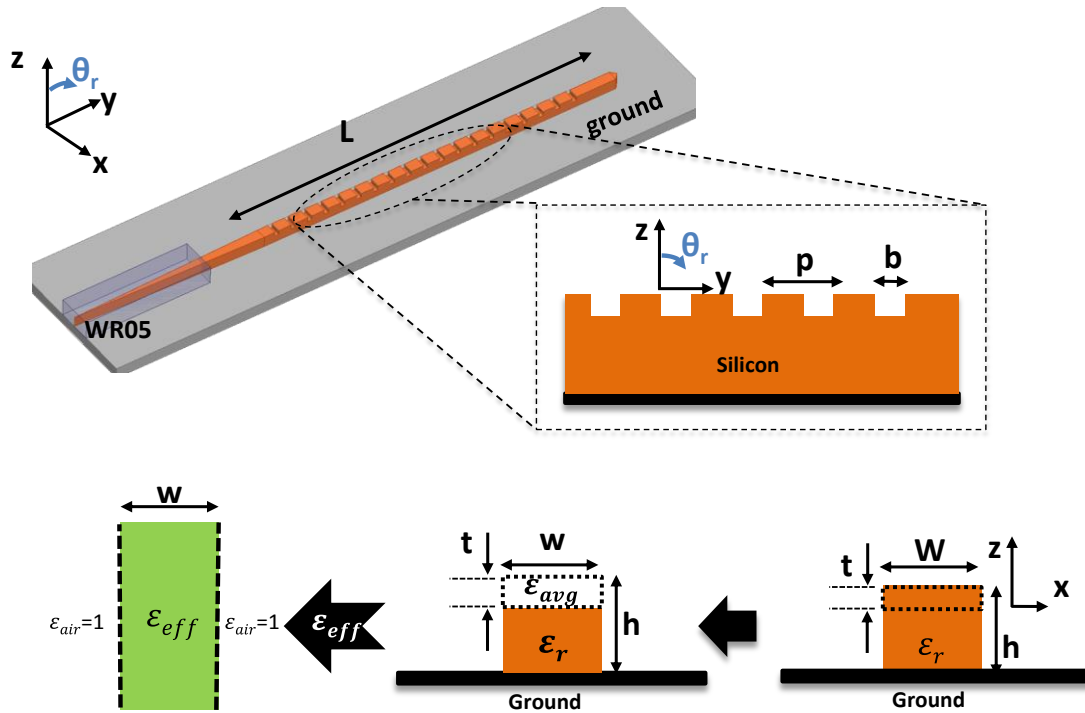 z
θr
y
x
L
ground
WR05
z
θr
y
p
b
Silicon
w
εair=1
εeff
εair=1
εeff
t
w
εavg
h
εr
Ground
t
W
z
x
h
εr
Ground